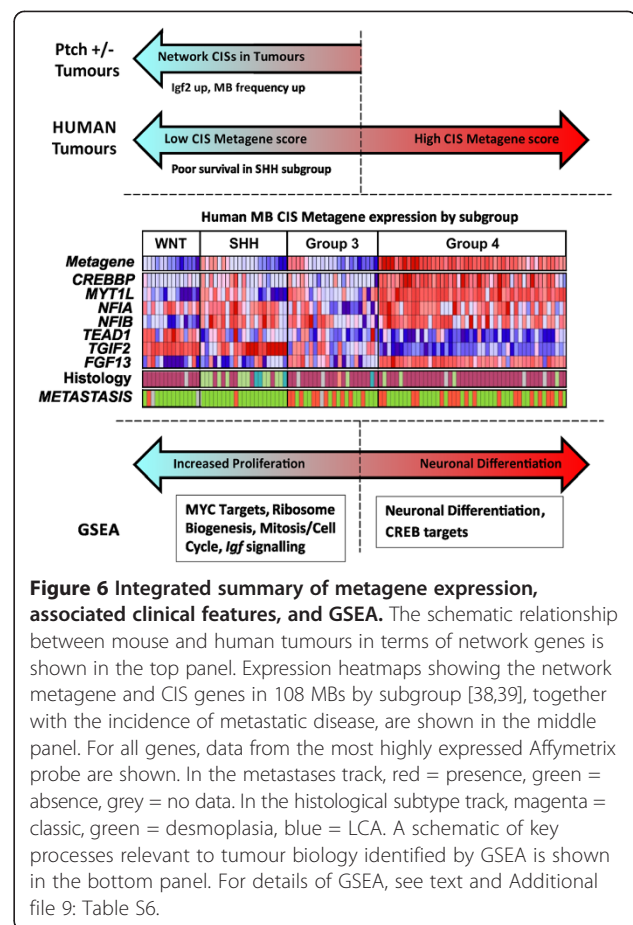 Ptch +/-
Tumours
Network CISs in Tumours
Igf2 up, MB frequency up
HUMAN
Tumours
Low CIS Metagene score
High CIS Metagene score
Poor survival in SHH subgroup
Human MB CIS Metagene expression by subgroup
WNT SHH Group 3 Group 4
Metagene
CREBBP
MYT1L
NFIA
NFIB
TEAD1
TGIF2
FGF13
Histology
METASTASIS
Increased Proliferation
Neuronal Differentiation
GSEA
MYC Targets, Ribosome
Biogenesis, Mitosis/Cell
Cycle, Igf signalling
Neuronal Differentiation,
CREB targets
Figure 6 Integrated summary of metagene expression,
associated clinical features, and GSEA. The schematic relationship
between mouse and human tumours in terms of network genes is
shown in the top panel. Expression heatmaps showing the network
metagene and CIS genes in 108 MBs by subgroup [38,39], together
with the incidence of metastatic disease, are shown in the middle
panel. For all genes, data from the most highly expressed Affymetrix
probe are shown. In the metastases track, red = presence, green =
absence, grey = no data. In the histological subtype track, magenta =
classic, green = desmoplasia, blue = LCA. A schematic of key
processes relevant to tumour biology identified by GSEA is shown
in the bottom panel. For details of GSEA, see text and Additional
file 9: Table S6.